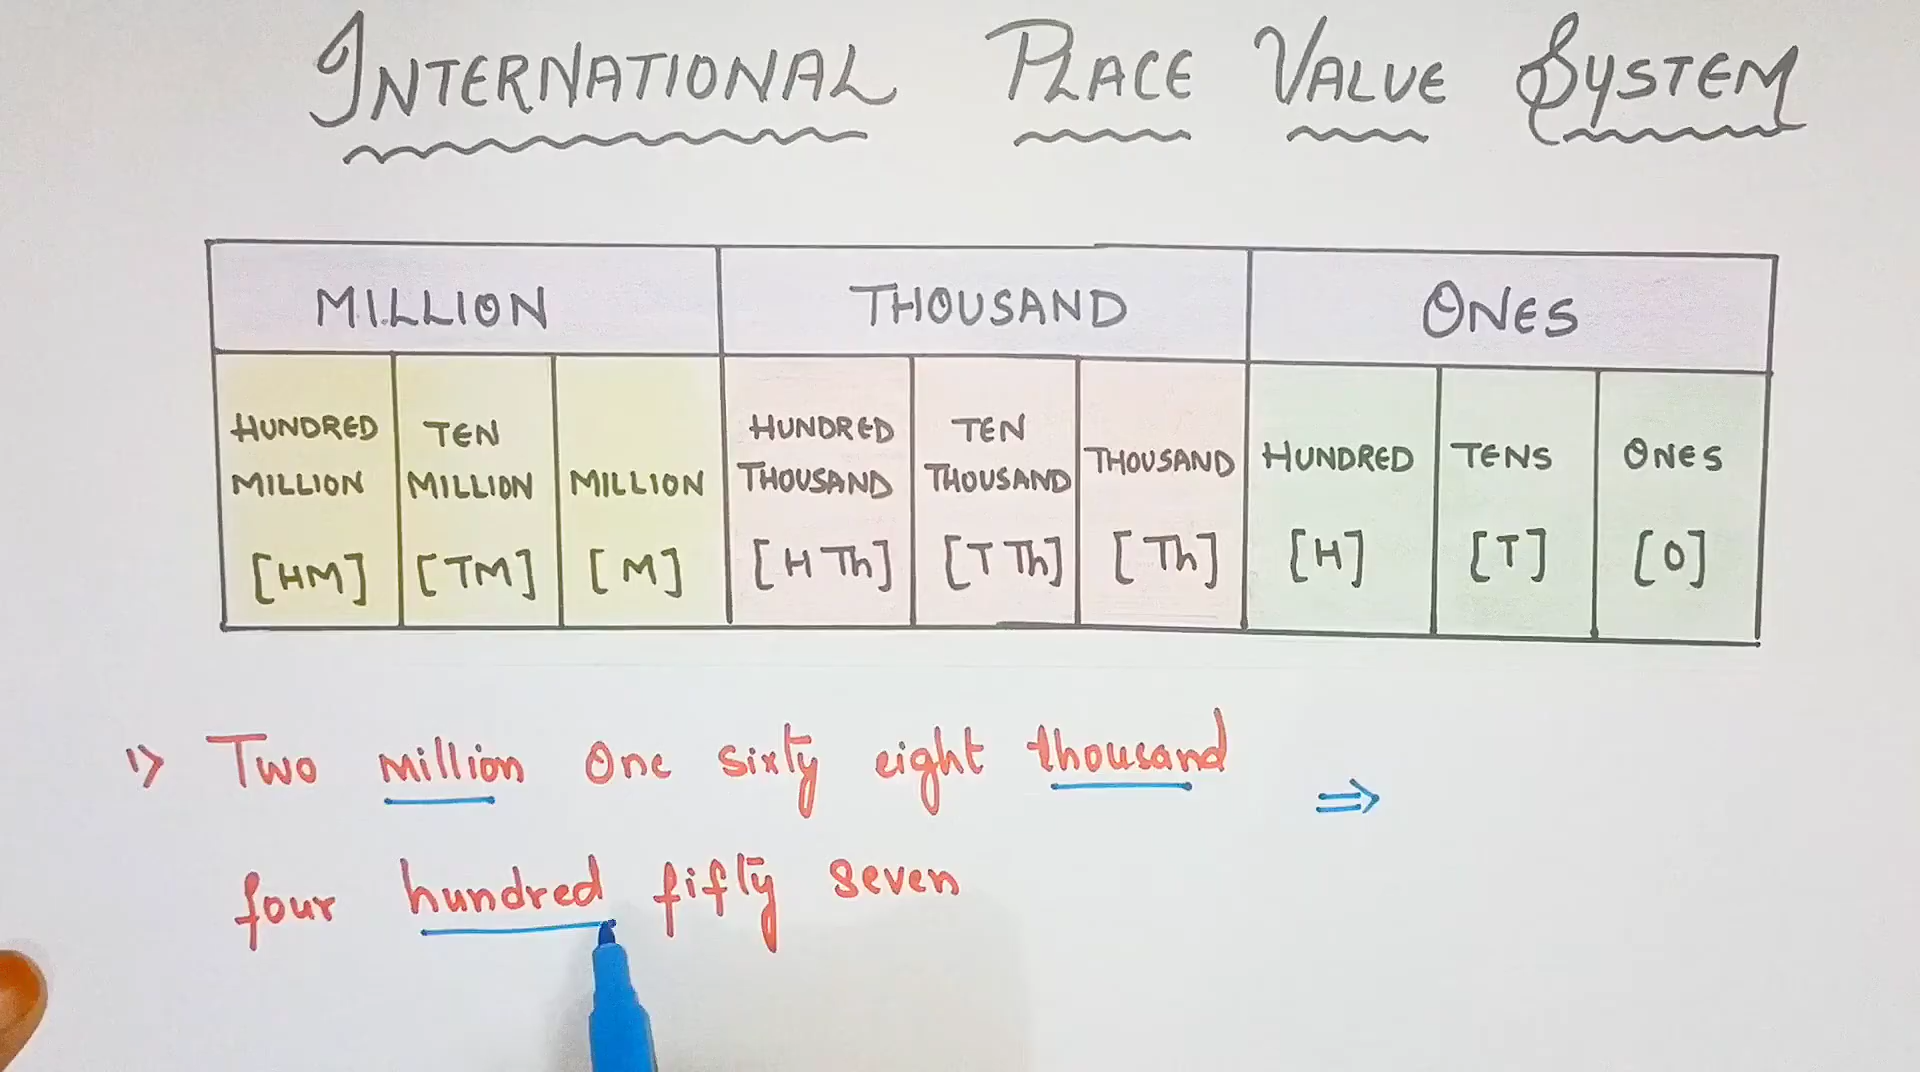 INTERNATIONAL PLACE VALUE SYSTEM
MILLION THOUSAND ONES
HUNDRED MILLION [HM]
TEN MILLION [TM]
MILLION [M]
HUNDRED THOUSAND [H Th]
TEN THOUSAND [T Th]
THOUSAND [Th]
HUNDRED [H]
TENS [T]
ONES [O]
1> Two million One sixty eight thousand ⇒
four hundred fifty seven